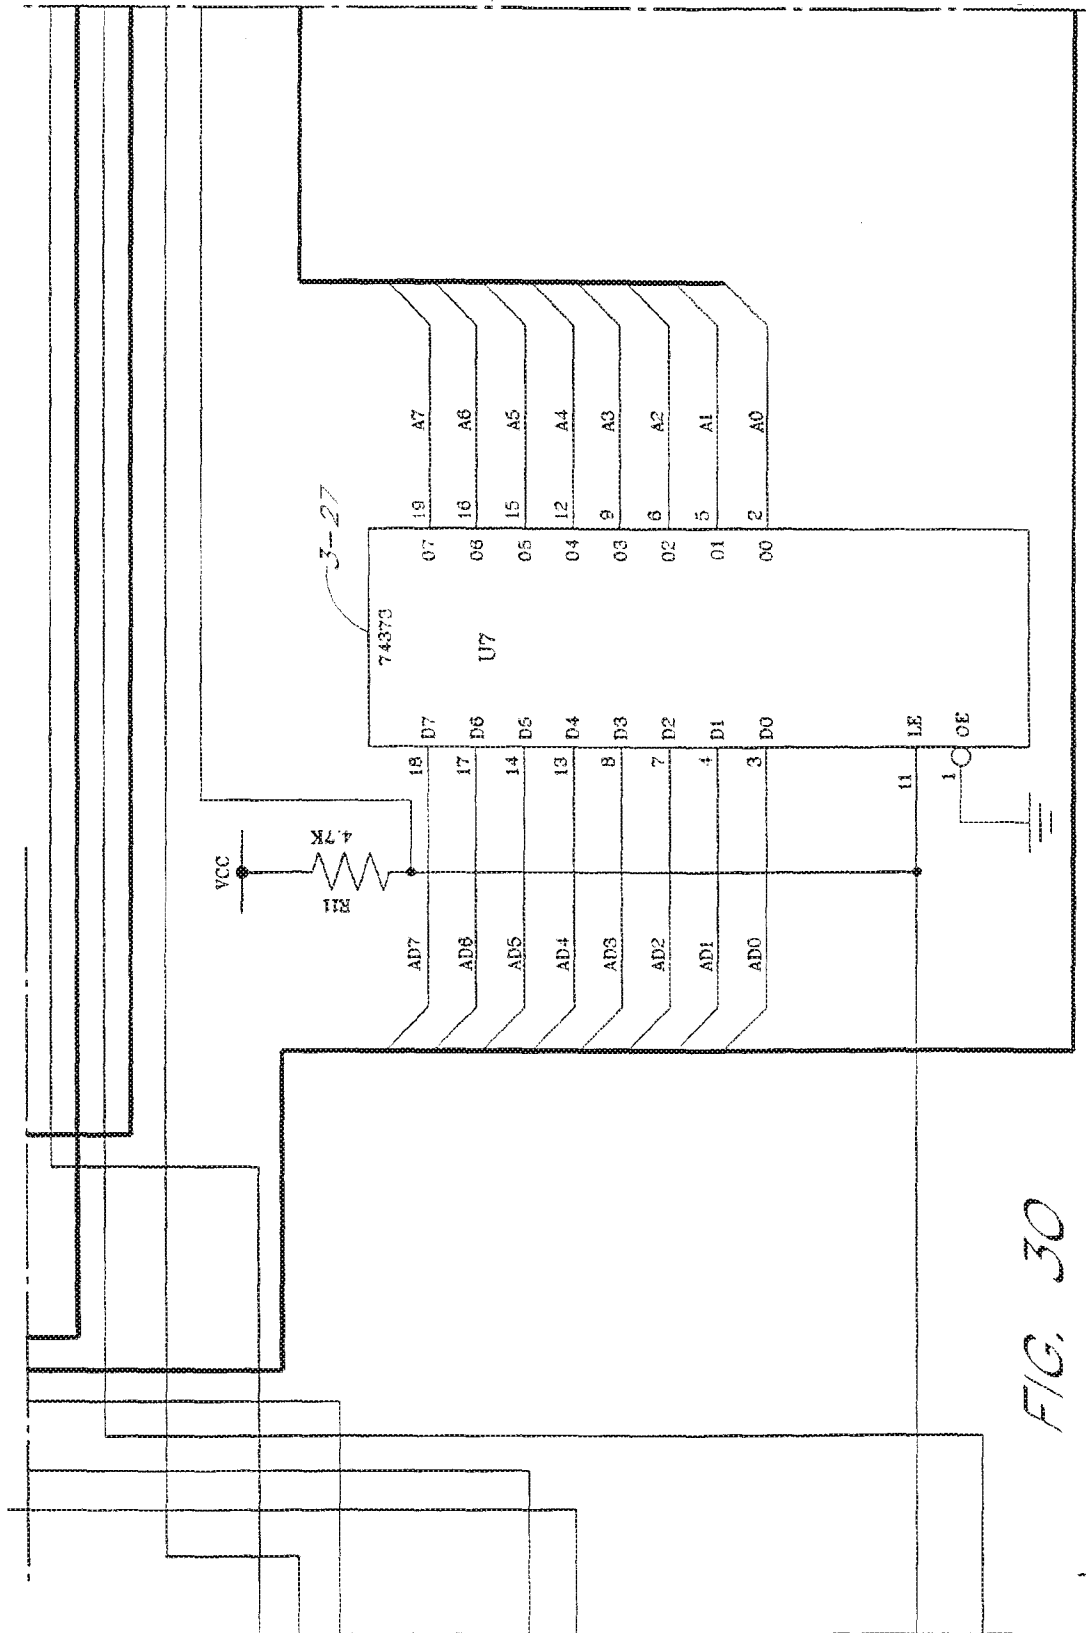 VCC
R11
4.7K
3-27
74373
U7
AD7 18 D7 O7 19 A7
AD6 17 D6 O6 16 A6
AD5 14 D5 O5 15 A5
AD4 13 D4 O4 12 A4
AD3 8 D3 O3 9 A3
AD2 7 D2 O2 6 A2
AD1 4 D1 O1 5 A1
AD0 3 D0 O0 2 A0
11 LE
1 OE
FIG. 30